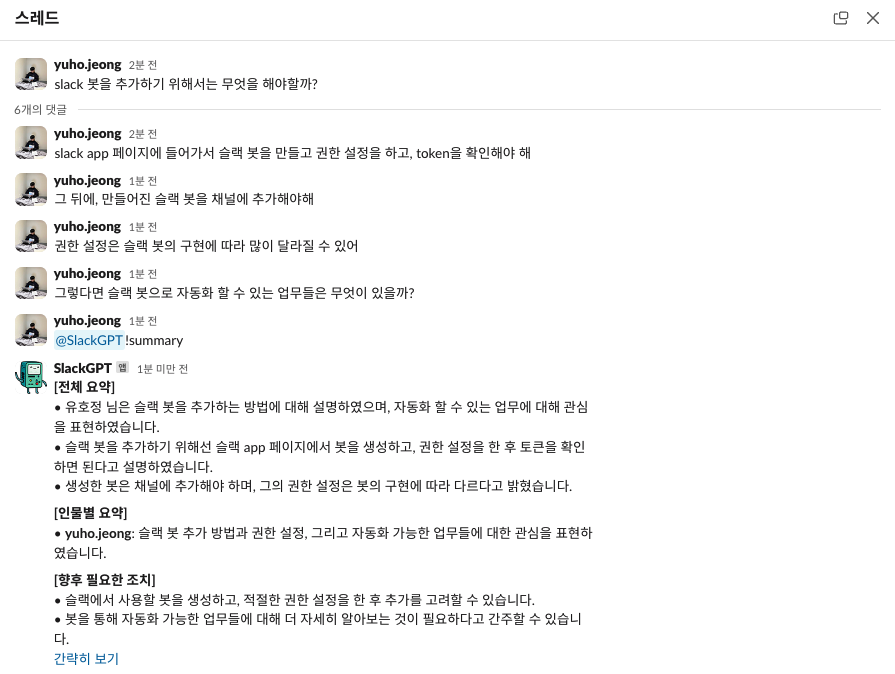 스레드
yuho.jeong 2분 전
slack 봇을 추가하기 위해서는 무엇을 해야할까?
6개의 댓글
yuho.jeong 2분 전
slack app 페이지에 들어가서 슬랙 봇을 만들고 권한 설정을 하고, token을 확인해야 해
yuho.jeong 1분 전
그 뒤에, 만들어진 슬랙 봇을 채널에 추가해야해
yuho.jeong 1분 전
권한 설정은 슬랙 봇의 구현에 따라 많이 달라질 수 있어
yuho.jeong 1분 전
그렇다면 슬랙 봇으로 자동화 할 수 있는 업무들은 무엇이 있을까?
yuho.jeong 1분 전
@SlackGPT !summary
SlackGPT 앱 1분 미만 전
[전체 요약]
• 유호정 님은 슬랙 봇을 추가하는 방법에 대해 설명하였으며, 자동화 할 수 있는 업무에 대해 관심
을 표현하였습니다.
• 슬랙 봇을 추가하기 위해선 슬랙 app 페이지에서 봇을 생성하고, 권한 설정을 한 후 토큰을 확인
하면 된다고 설명하였습니다.
• 생성한 봇은 채널에 추가해야 하며, 그의 권한 설정은 봇의 구현에 따라 다르다고 밝혔습니다.
[인물별 요약]
• yuho.jeong: 슬랙 봇 추가 방법과 권한 설정, 그리고 자동화 가능한 업무들에 대한 관심을 표현하
였습니다.
[향후 필요한 조치]
• 슬랙에서 사용할 봇을 생성하고, 적절한 권한 설정을 한 후 추가를 고려할 수 있습니다.
• 봇을 통해 자동화 가능한 업무들에 대해 더 자세히 알아보는 것이 필요하다고 간주할 수 있습니
다.
간략히 보기